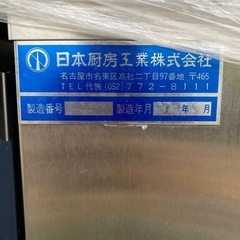 日本厨房工業株式会社
名古屋市名東区高社二丁目97番地 〒465
TEL代表(052)772-8111
製造番号 製造年月 年 月